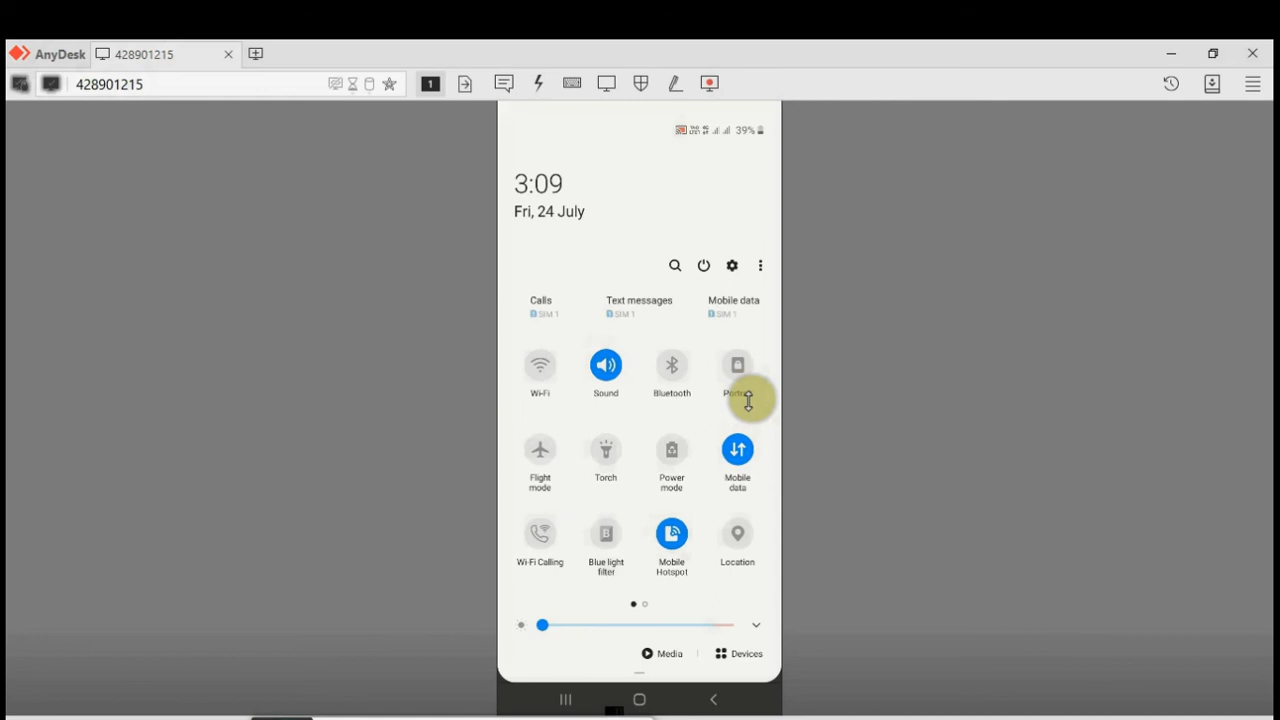 AnyDesk 428901215
428901215 1
39%
3:09
Fri, 24 July
Calls Text messages Mobile data
SIM 1 SIM 1 SIM 1
Wi-Fi Sound Bluetooth
Flight mode Torch Power mode Mobile data
Wi-Fi Calling Blue light filter Mobile Hotspot Location
Media Devices